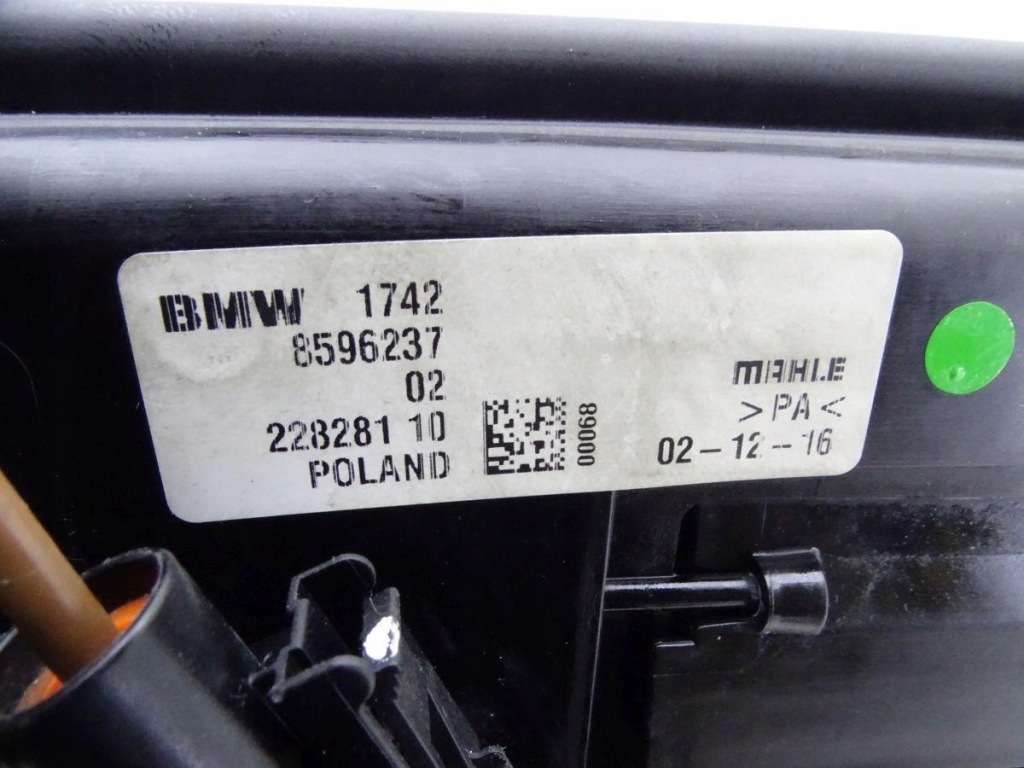 BMW 1742
8596237
02
228281 10
POLAND
00068
MAHLE
>PA<
02-12-16